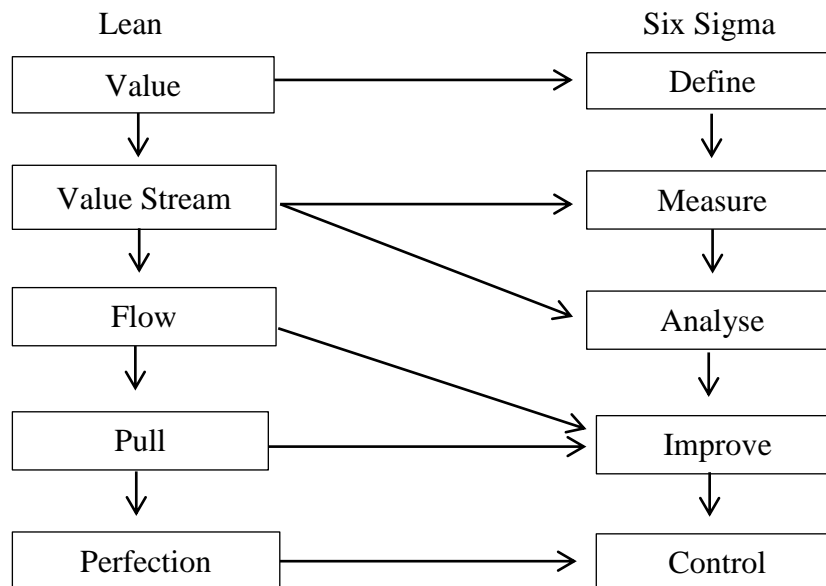 Lean
Six Sigma
Value
Define
Value Stream
Measure
Flow
Analyse
Pull
Improve
Perfection
Control